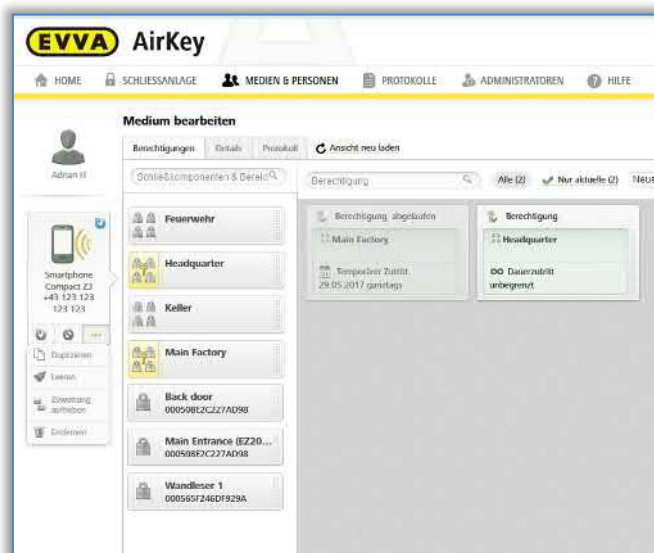 EVVA AirKey
HOME SCHLIESSANLAGE MEDIEN & PERSONEN PROTOKOLLE ADMINISTRATOREN HILFE
Medium bearbeiten
Berechtigungen Details Protokoll Ansicht neu laden
Adrian H
Schließkomponenten & Bereic
Berechtigung
Alle (2) Nur aktuelle (2) Neue
Smartphone
Compact Z3
+43 123 123
123 123
Duplizieren
Leeren
Zuweisung
aufheben
Entfernen
Feuerwehr
Headquarter
Keller
Main Factory
Back door
Main Entrance (EZ20...
Wandleser 1
000565F246DF929A
Berechtigung abgelaufen
Main Factory
Temporärer Zutritt
29.05.2017 ganztags
Berechtigung
Headquarter
Dauerzutritt
unbegrenzt